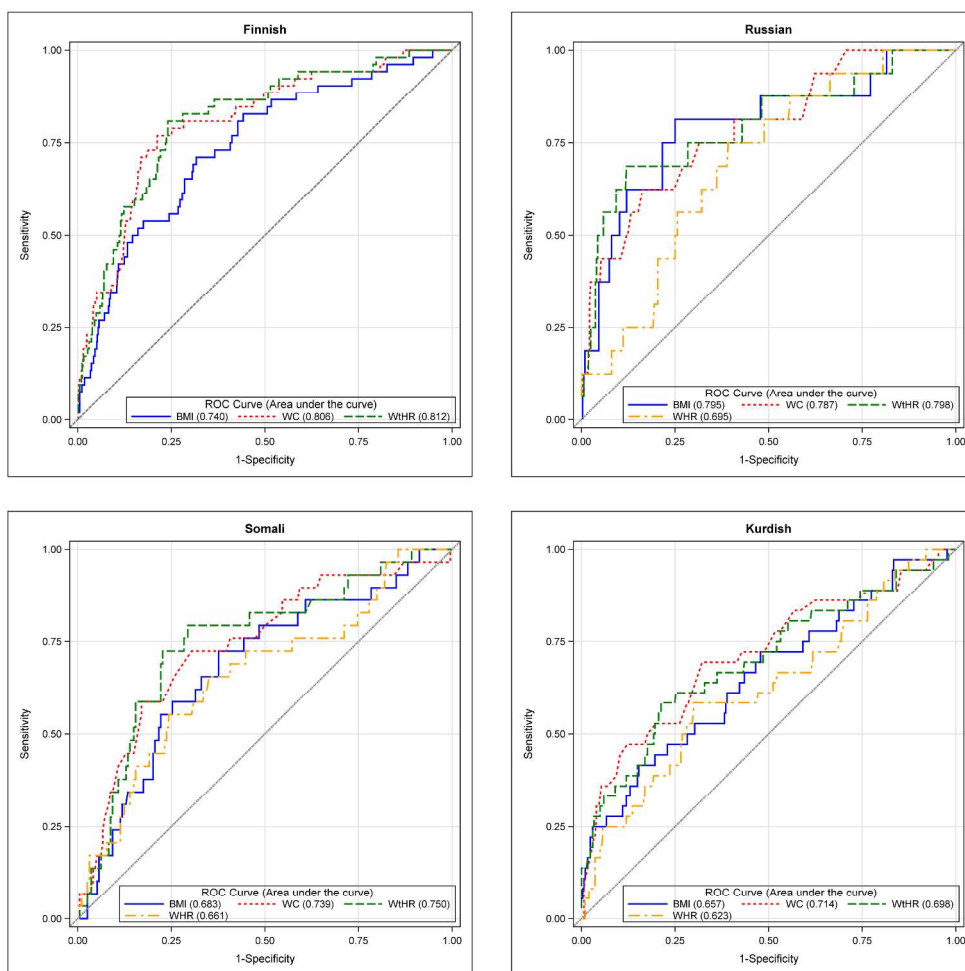 Finnish
1.00
0.75
0.50
0.25
0.00
Sensitivity
ROC Curve (Area under the curve)
BMI (0.740) WC (0.806) WtHR (0.812)
0.00 0.25 0.50 0.75 1.00
1-Specificity
Russian
1.00
0.75
0.50
0.25
0.00
Sensitivity
ROC Curve (Area under the curve)
BMI (0.795) WC (0.787) WtHR (0.798)
WHR (0.695)
0.00 0.25 0.50 0.75 1.00
1-Specificity
Somali
1.00
0.75
0.50
0.25
0.00
Sensitivity
ROC Curve (Area under the curve)
BMI (0.683) WC (0.739) WtHR (0.750)
WHR (0.661)
0.00 0.25 0.50 0.75 1.00
1-Specificity
Kurdish
1.00
0.75
0.50
0.25
0.00
Sensitivity
ROC Curve (Area under the curve)
BMI (0.657) WC (0.714) WtHR (0.698)
WHR (0.623)
0.00 0.25 0.50 0.75 1.00
1-Specificity